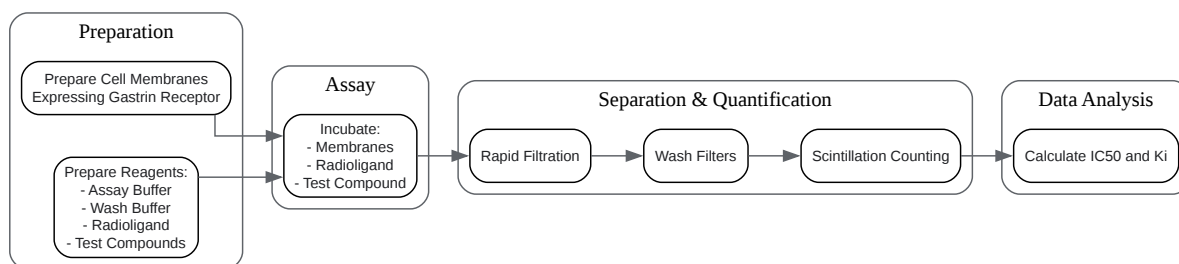 Preparation
Prepare Cell Membranes
Expressing Gastrin Receptor
Prepare Reagents:
- Assay Buffer
- Wash Buffer
- Radioligand
- Test Compounds
Assay
Incubate:
- Membranes
- Radioligand
- Test Compound
Separation & Quantification
Rapid Filtration
Wash Filters
Scintillation Counting
Data Analysis
Calculate IC50 and Ki